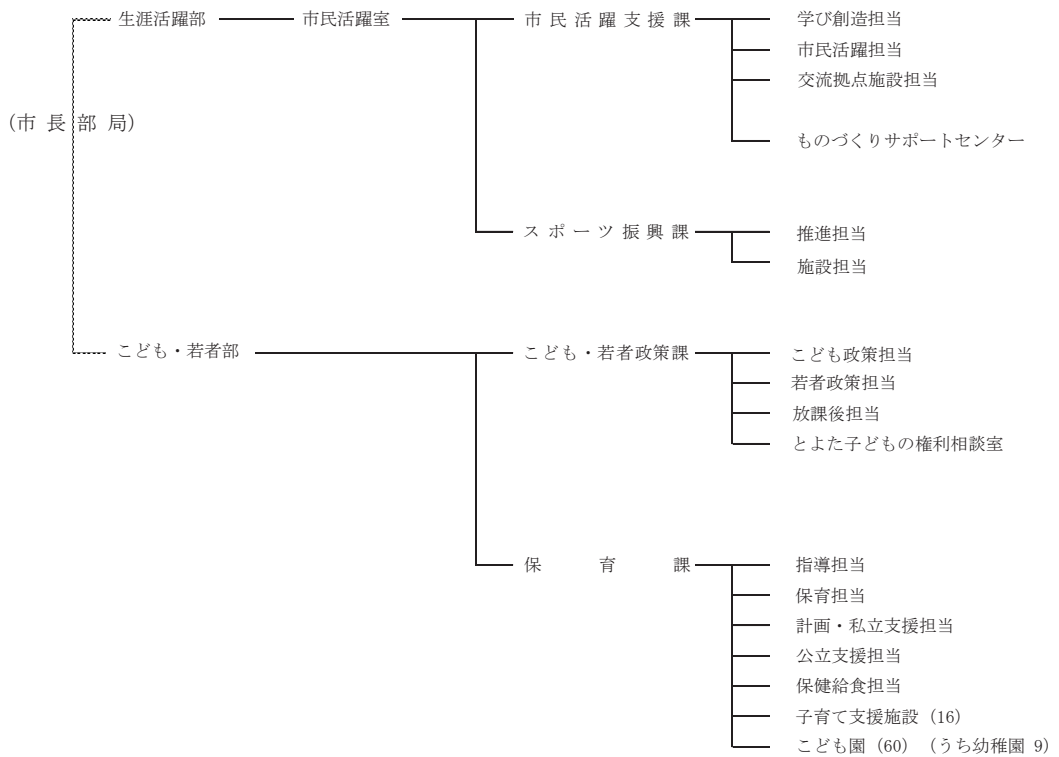 生涯活躍部 市民活躍室 市民活躍支援課 学び創造担当
市民活躍担当
交流拠点施設担当
(市長部局)
ものづくりサポートセンター
スポーツ振興課 推進担当
施設担当
こども・若者部 こども・若者政策課 こども政策担当
若者政策担当
放課後担当
とよた子どもの権利相談室
保育課 指導担当
保育担当
計画・私立支援担当
公立支援担当
保健給食担当
子育て支援施設 (16)
こども園 (60) (うち幼稚園 9)